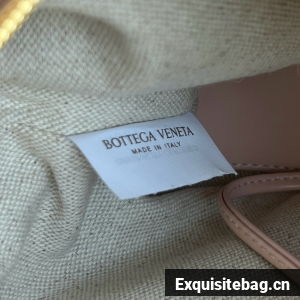 BOTTEGA VENETA
MADE IN ITALY
Exquisitebag.cn